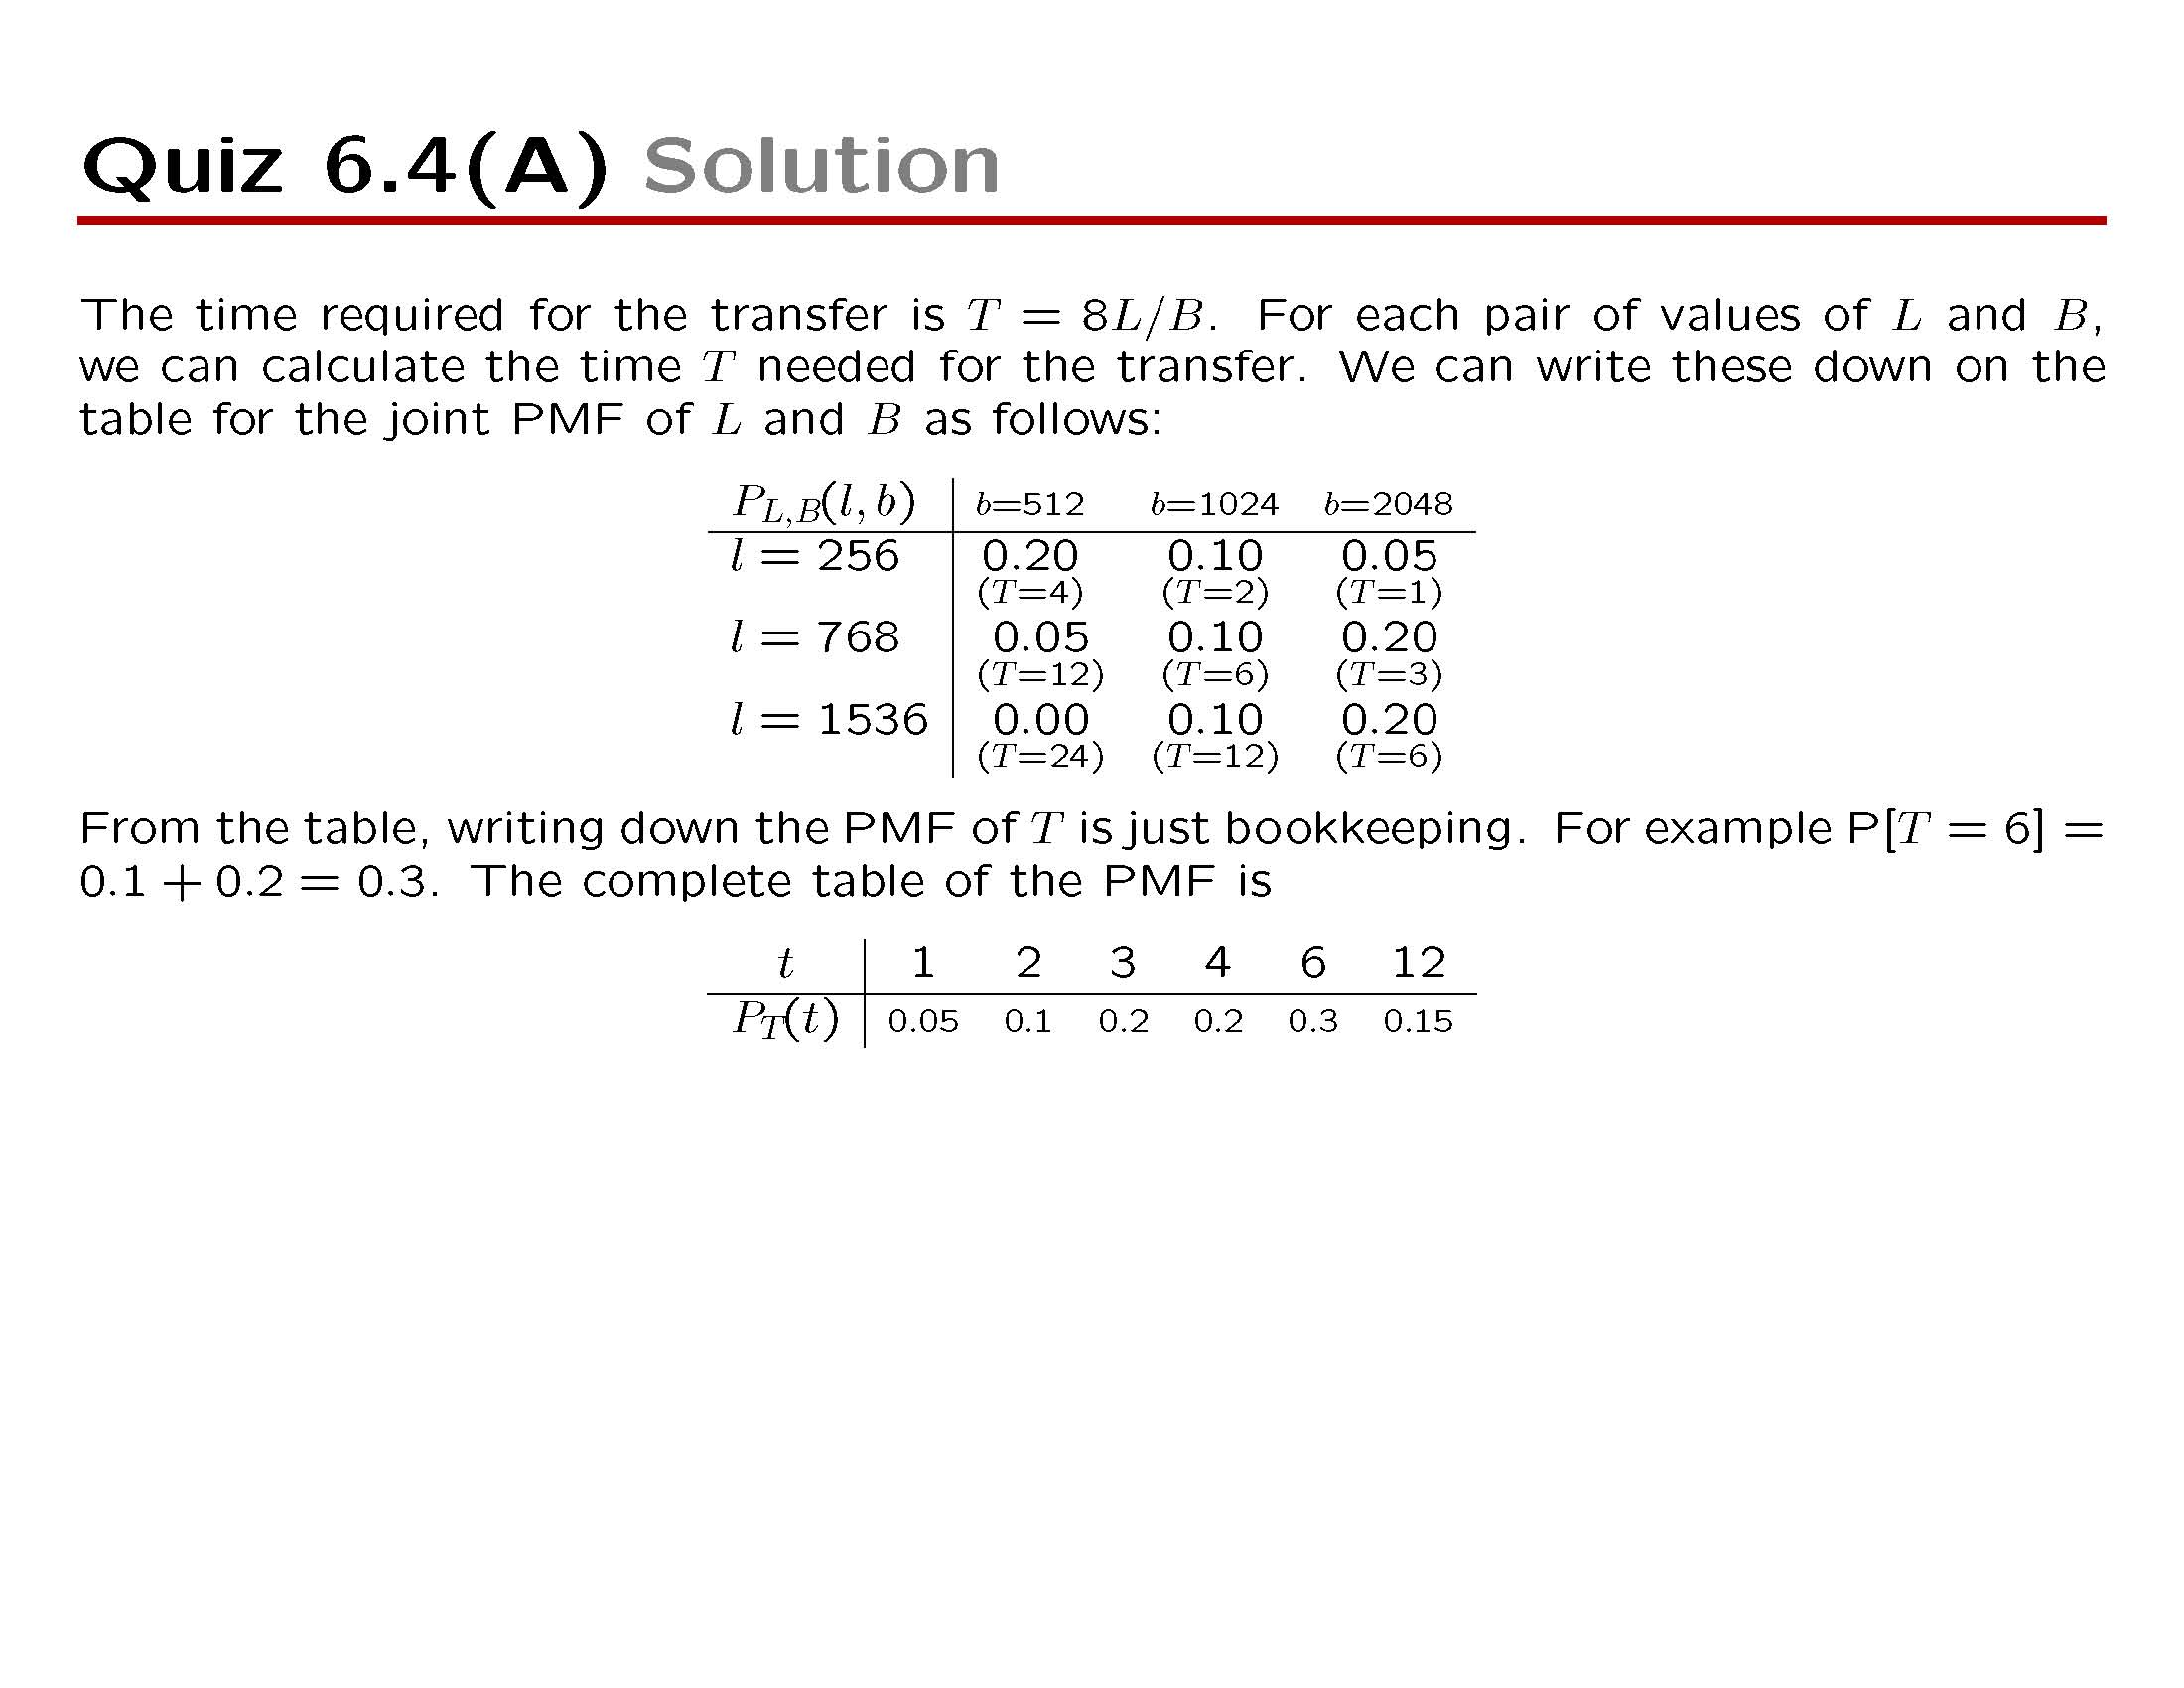 Quiz 6.4(A) Solution
The time required for the transfer is T = 8L/B. For each pair of values of L and B,
we can calculate the time T needed for the transfer. We can write these down on the
table for the joint PMF of L and B as follows:
P_{L,B}(l, b) b=512 b=1024 b=2048
l = 256 0.20 0.10 0.05
(T=4) (T=2) (T=1)
l = 768 0.05 0.10 0.20
(T=12) (T=6) (T=3)
l = 1536 0.00 0.10 0.20
(T=24) (T=12) (T=6)
From the table, writing down the PMF of T is just bookkeeping. For example P[T = 6] =
0.1 + 0.2 = 0.3. The complete table of the PMF is
t 1 2 3 4 6 12
P_T(t) 0.05 0.1 0.2 0.2 0.3 0.15